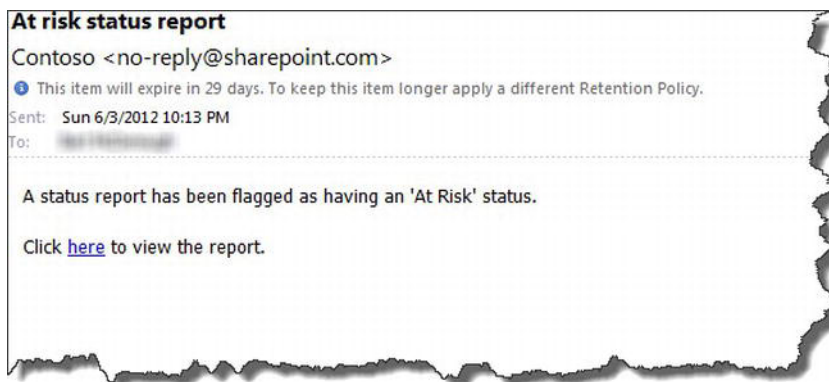 At risk status report
Contoso <no-reply@sharepoint.com>
This item will expire in 29 days. To keep this item longer apply a different Retention Policy.
Sent: Sun 6/3/2012 10:13 PM
To:
A status report has been flagged as having an 'At Risk' status.
Click here to view the report.